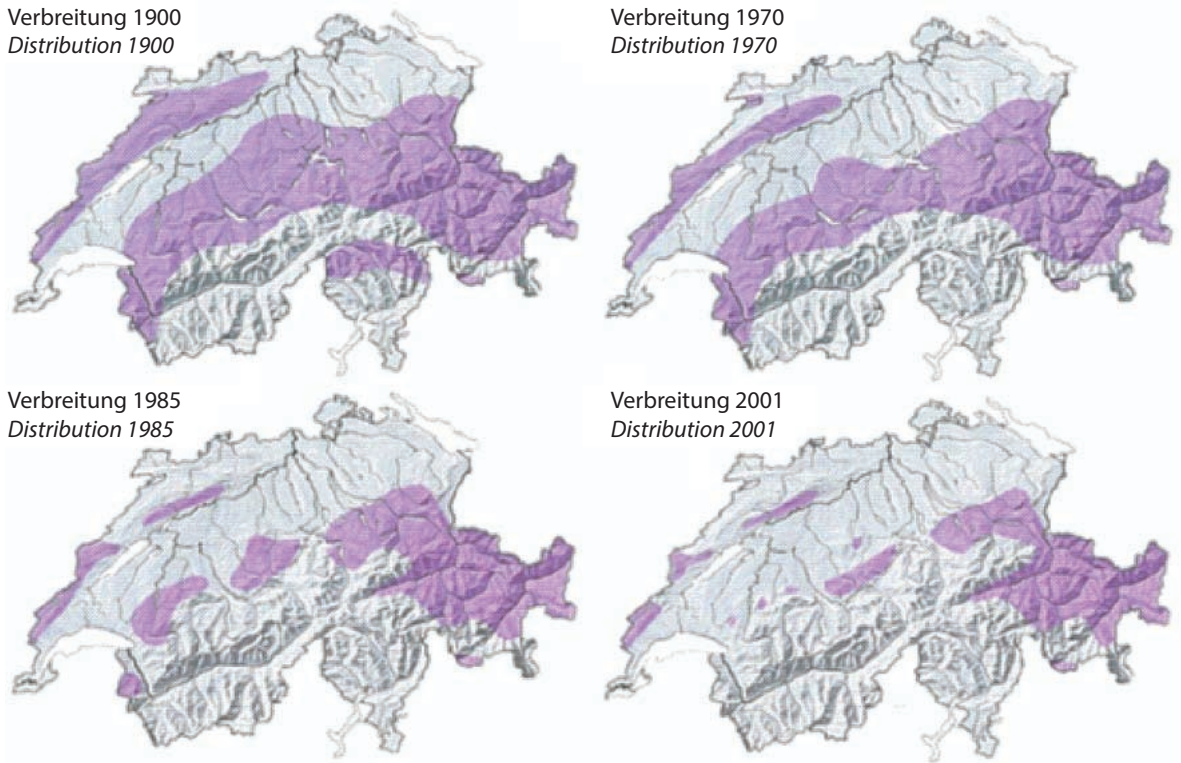 Verbreitung 1900
Distribution 1900
Verbreitung 1970
Distribution 1970
Verbreitung 1985
Distribution 1985
Verbreitung 2001
Distribution 2001